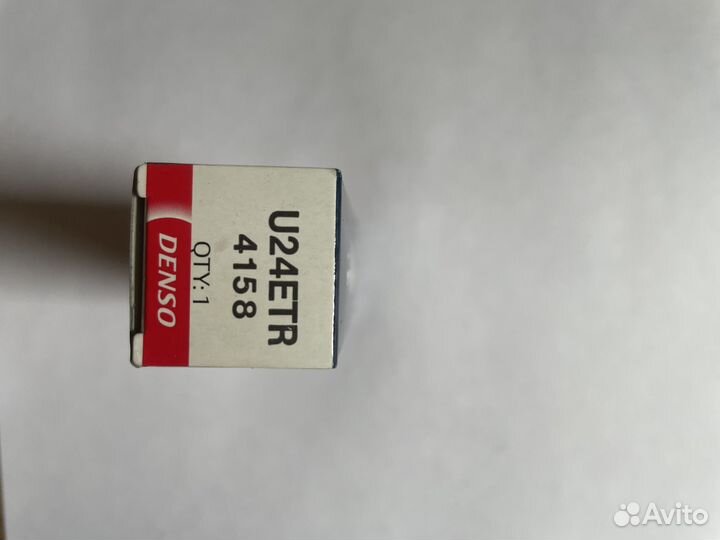 DENSO
QTY: 1
U24ETR
4158
Avito